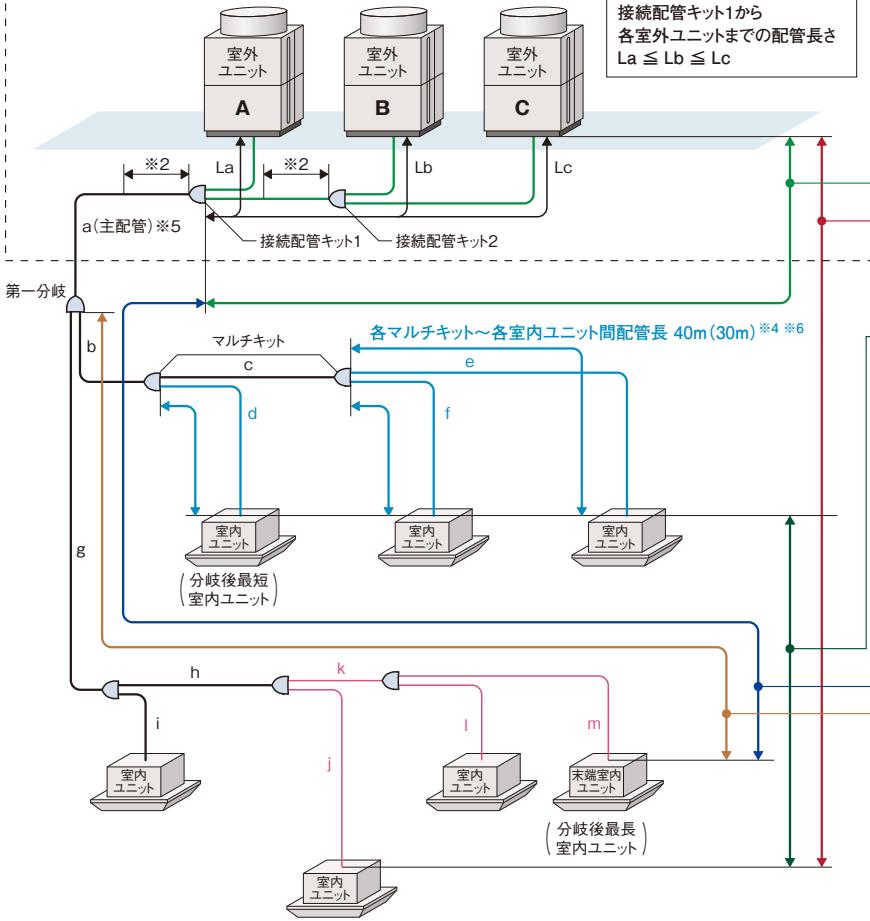 接続配管キット1から
各室外ユニットまでの配管長さ
La ≦ Lb ≦ Lc
室外
ユニット
A
室外
ユニット
B
室外
ユニット
C
※2
La
※2
Lb
Lc
a(主配管)※5
接続配管キット1
接続配管キット2
第一分岐
b
マルチキット
c
各マルチキット～各室内ユニット間配管長 40m(30m)※4 ※6
e
d
f
g
室内
ユニット
室内
ユニット
室内
ユニット
(分岐後最短
室内ユニット)
h
k
i
j
l
m
室内
ユニット
室内
ユニット
末端室内
ユニット
(分岐後最長
室内ユニット)
室内
ユニット